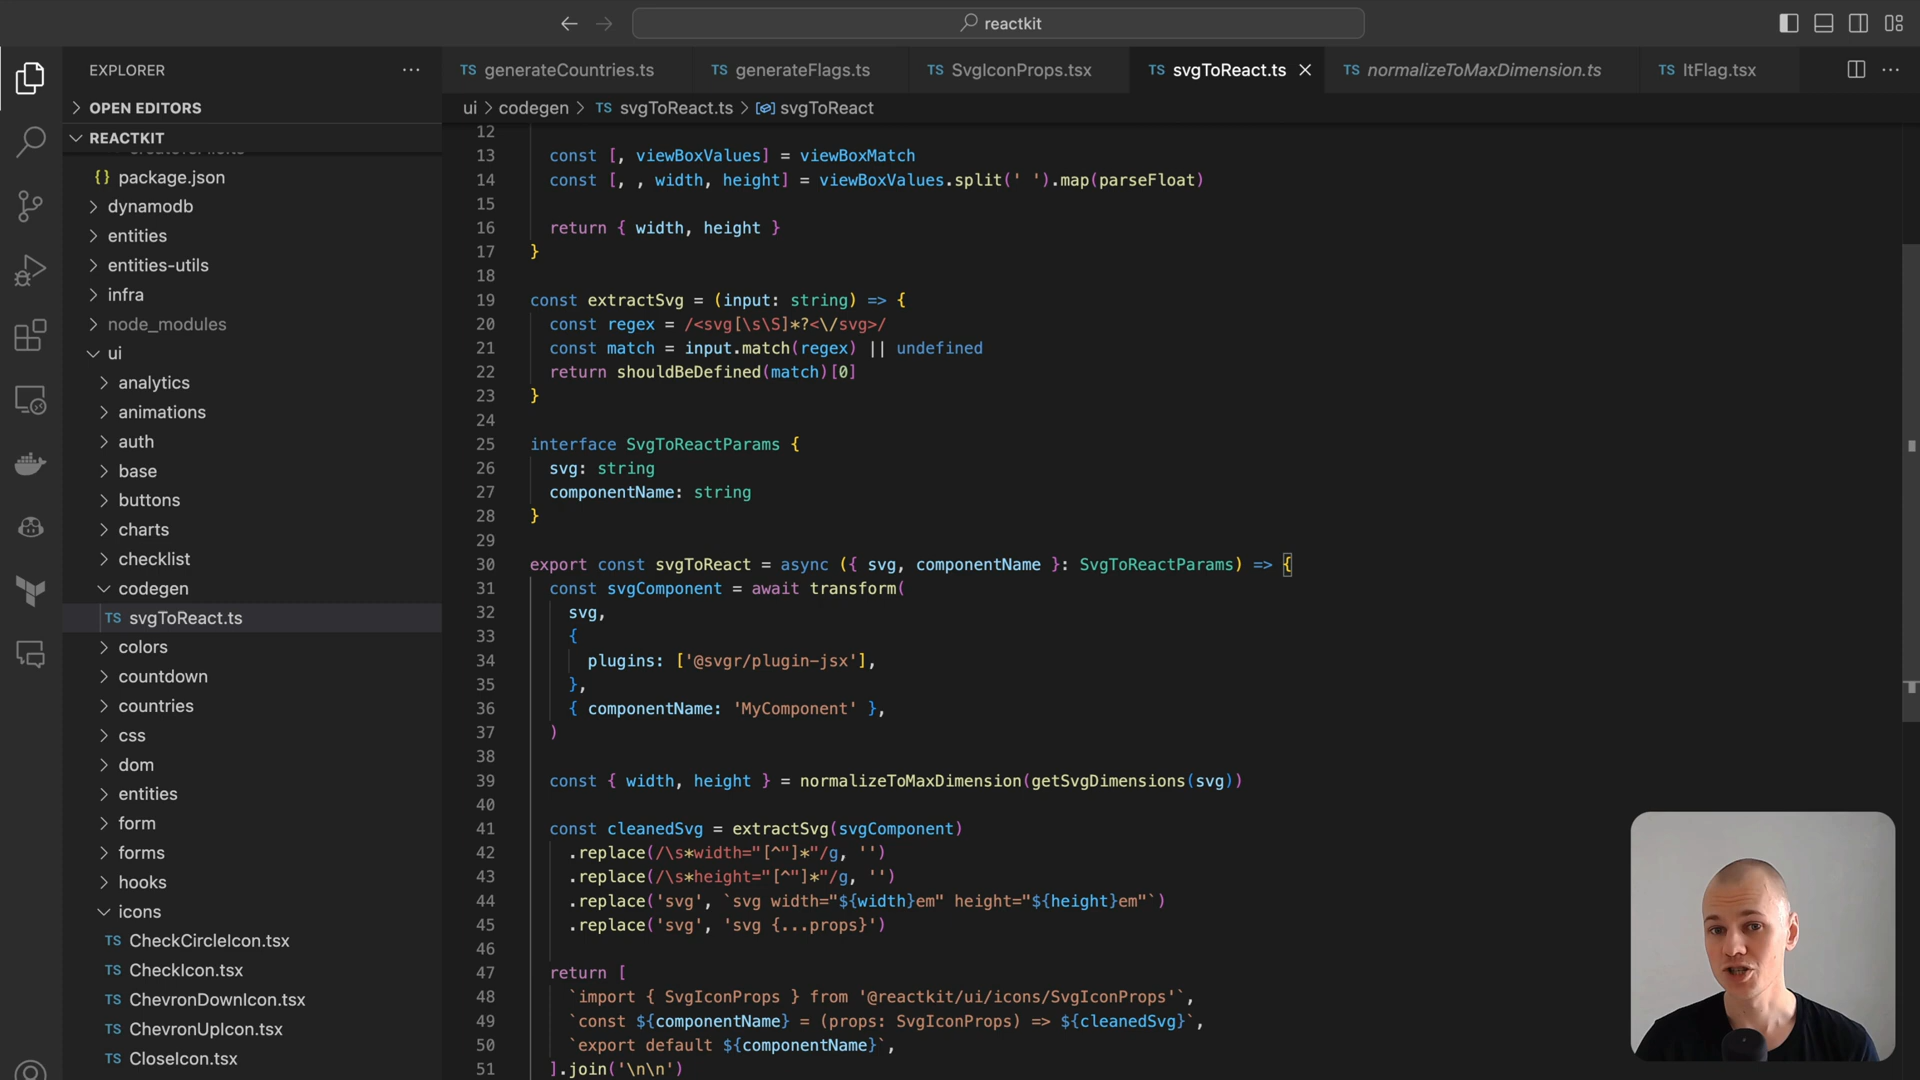 reactkit
EXPLORER
OPEN EDITORS
REACTKIT
package.json
dynamodb
entities
entities-utils
infra
node_modules
ui
analytics
animations
auth
base
buttons
charts
checklist
codegen
TS svgToReact.ts
colors
countdown
countries
css
dom
entities
form
forms
hooks
icons
TS CheckCircleIcon.tsx
TS CheckIcon.tsx
TS ChevronDownIcon.tsx
TS ChevronUpIcon.tsx
TS CloseIcon.tsx
TS generateCountries.ts TS generateFlags.ts TS SvgIconProps.tsx TS svgToReact.ts TS normalizeToMaxDimension.ts TS ItFlag.tsx
ui > codegen > TS svgToReact.ts > svgToReact
12
13 const [, viewBoxValues] = viewBoxMatch
14 const [, , width, height] = viewBoxValues.split(' ').map(parseFloat)
15
16 return { width, height }
17 }
18
19 const extractSvg = (input: string) => {
20 const regex = /<svg[\s\S]*?<\/svg>/
21 const match = input.match(regex) || undefined
22 return shouldBeDefined(match)[0]
23 }
24
25 interface SvgToReactParams {
26 svg: string
27 componentName: string
28 }
29
30 export const svgToReact = async ({ svg, componentName }: SvgToReactParams) => {
31 const svgComponent = await transform(
32 svg,
33 {
34 plugins: ['@svgr/plugin-jsx'],
35 },
36 { componentName: 'MyComponent' },
37 )
38
39 const { width, height } = normalizeToMaxDimension(getSvgDimensions(svg))
40
41 const cleanedSvg = extractSvg(svgComponent)
42 .replace(/\s*width="[^"]*"/g, '')
43 .replace(/\s*height="[^"]*"/g, '')
44 .replace('svg', `svg width="${width}em" height="${height}em"`)
45 .replace('svg', 'svg {...props}')
46
47 return [
48 `import { SvgIconProps } from '@reactkit/ui/icons/SvgIconProps'`,
49 `const ${componentName} = (props: SvgIconProps) => ${cleanedSvg}`,
50 `export default ${componentName}`,
51 ].join('\n\n')